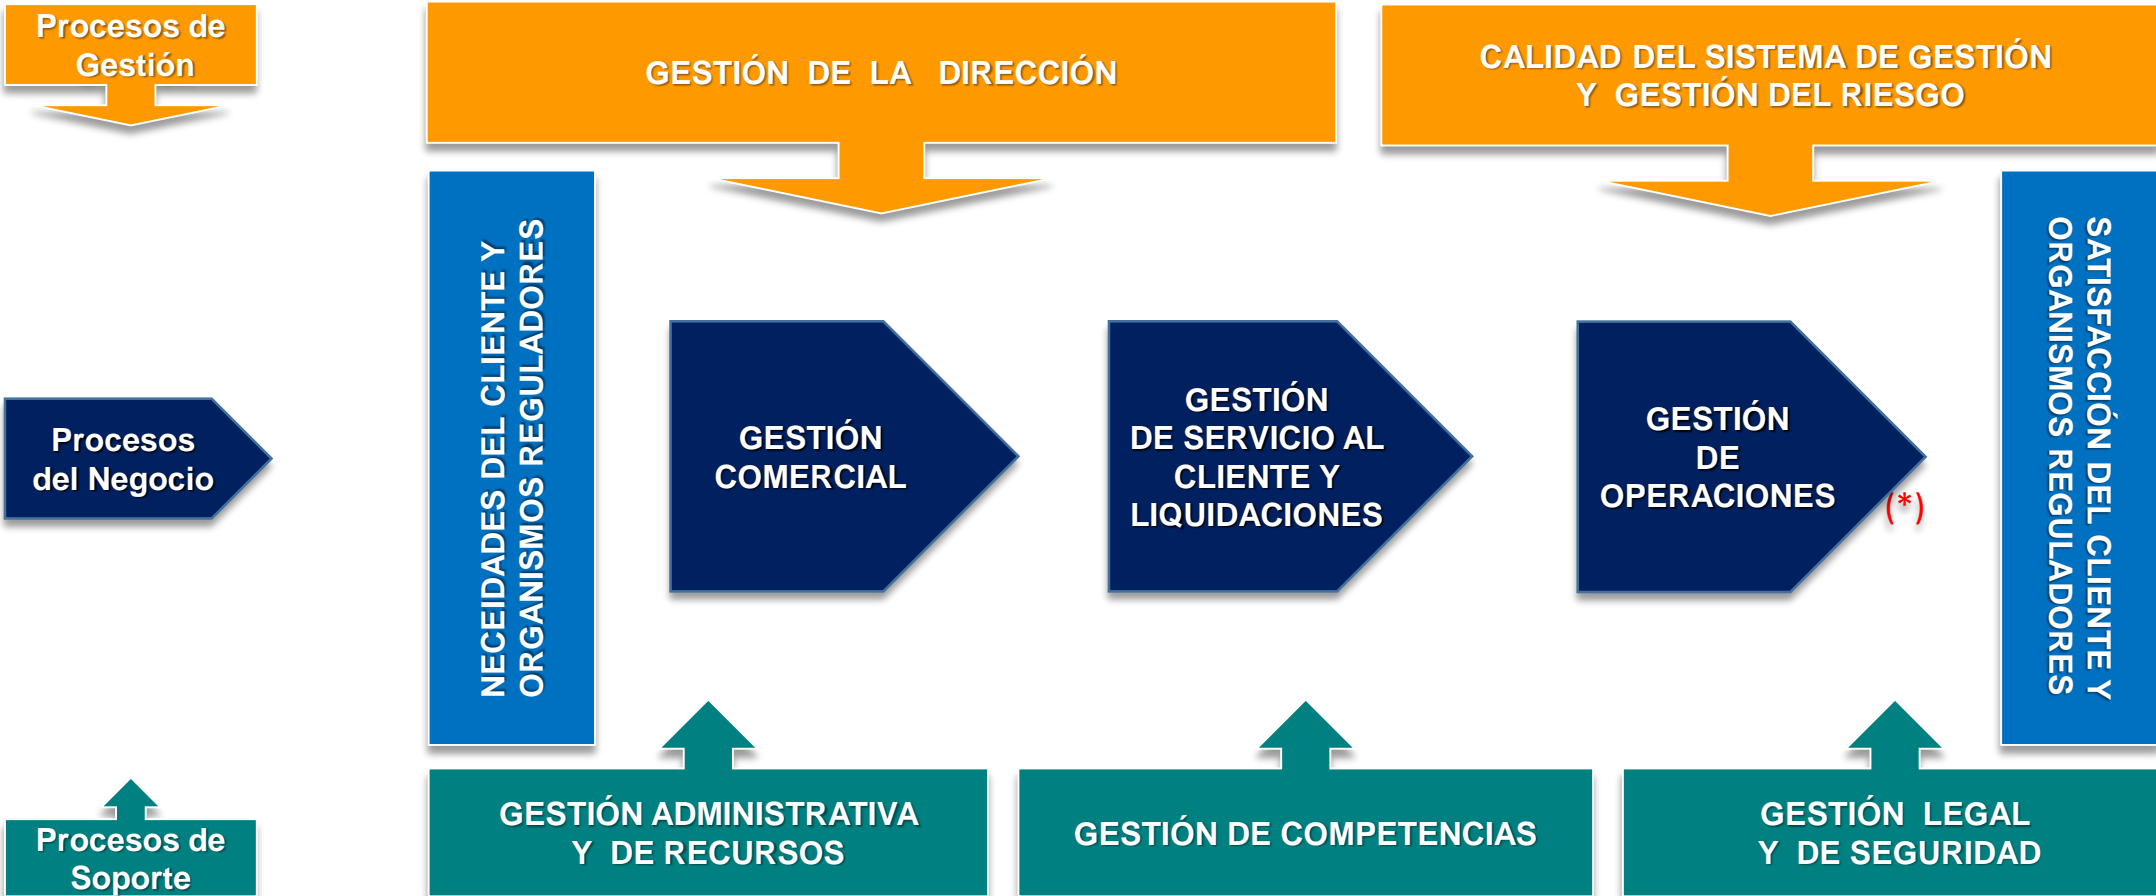 Procesos de
Gestión
GESTIÓN DE LA DIRECCIÓN
CALIDAD DEL SISTEMA DE GESTIÓN
Y GESTIÓN DEL RIESGO
NECEIDADES DEL CLIENTE Y
ORGANISMOS REGULADORES
Procesos
del Negocio
GESTIÓN
COMERCIAL
GESTIÓN
DE SERVICIO AL
CLIENTE Y
LIQUIDACIONES
GESTIÓN
DE
OPERACIONES
(*)
SATISFACCIÓN DEL CLIENTE Y
ORGANISMOS REGULADORES
Procesos de
Soporte
GESTIÓN ADMINISTRATIVA
Y DE RECURSOS
GESTIÓN DE COMPETENCIAS
GESTIÓN LEGAL
Y DE SEGURIDAD